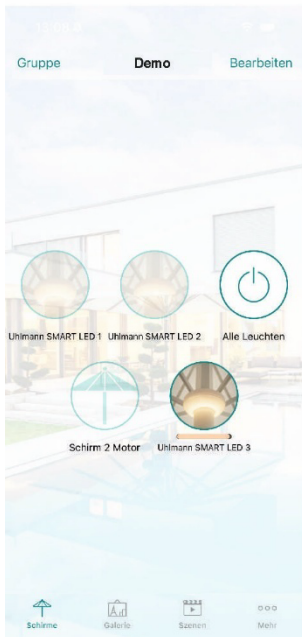 Gruppe Demo Bearbeiten
Uhlmann SMART LED 1 Uhlmann SMART LED 2 Alle Leuchten
Schirm 2 Motor Uhlmann SMART LED 3
Schirme Galerie Szenen Mehr